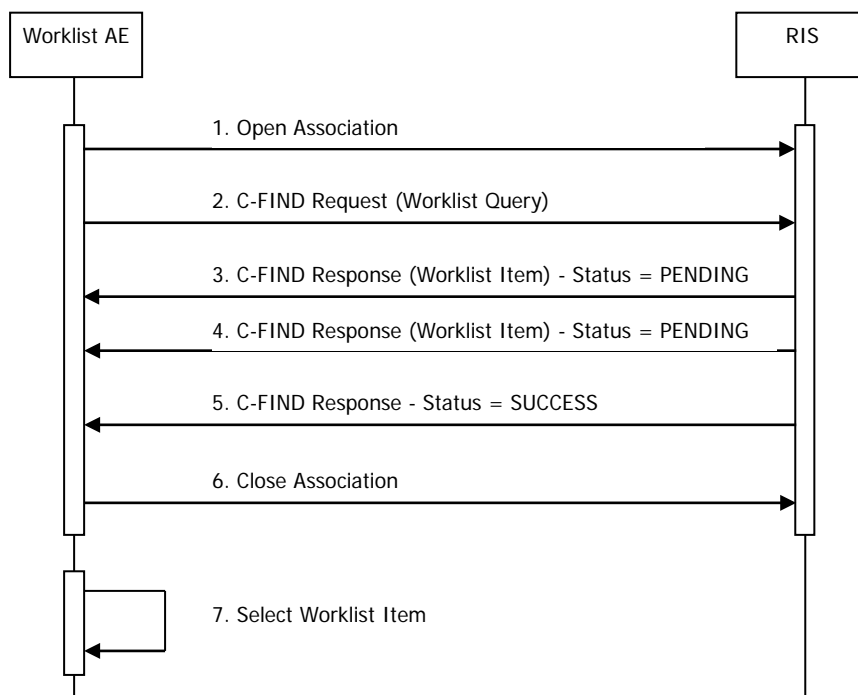 Worklist AE
RIS
1. Open Association
2. C-FIND Request (Worklist Query)
3. C-FIND Response (Worklist Item) - Status = PENDING
4. C-FIND Response (Worklist Item) - Status = PENDING
5. C-FIND Response - Status = SUCCESS
6. Close Association
7. Select Worklist Item